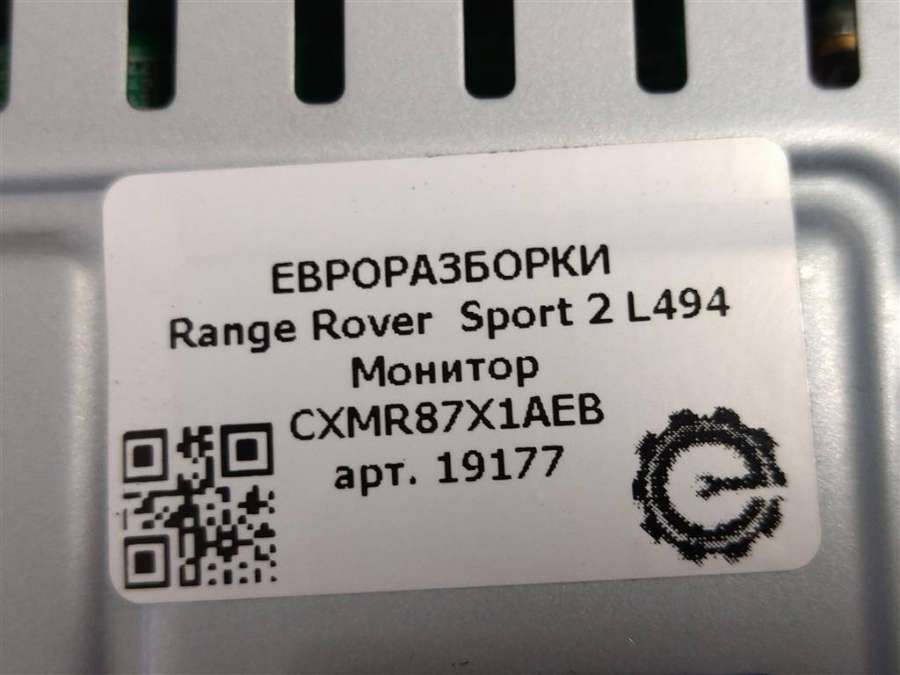 ЕВРОРАЗБОРКИ
Range Rover Sport 2 L494
Монитор
CXMR87X1AEB
арт. 19177